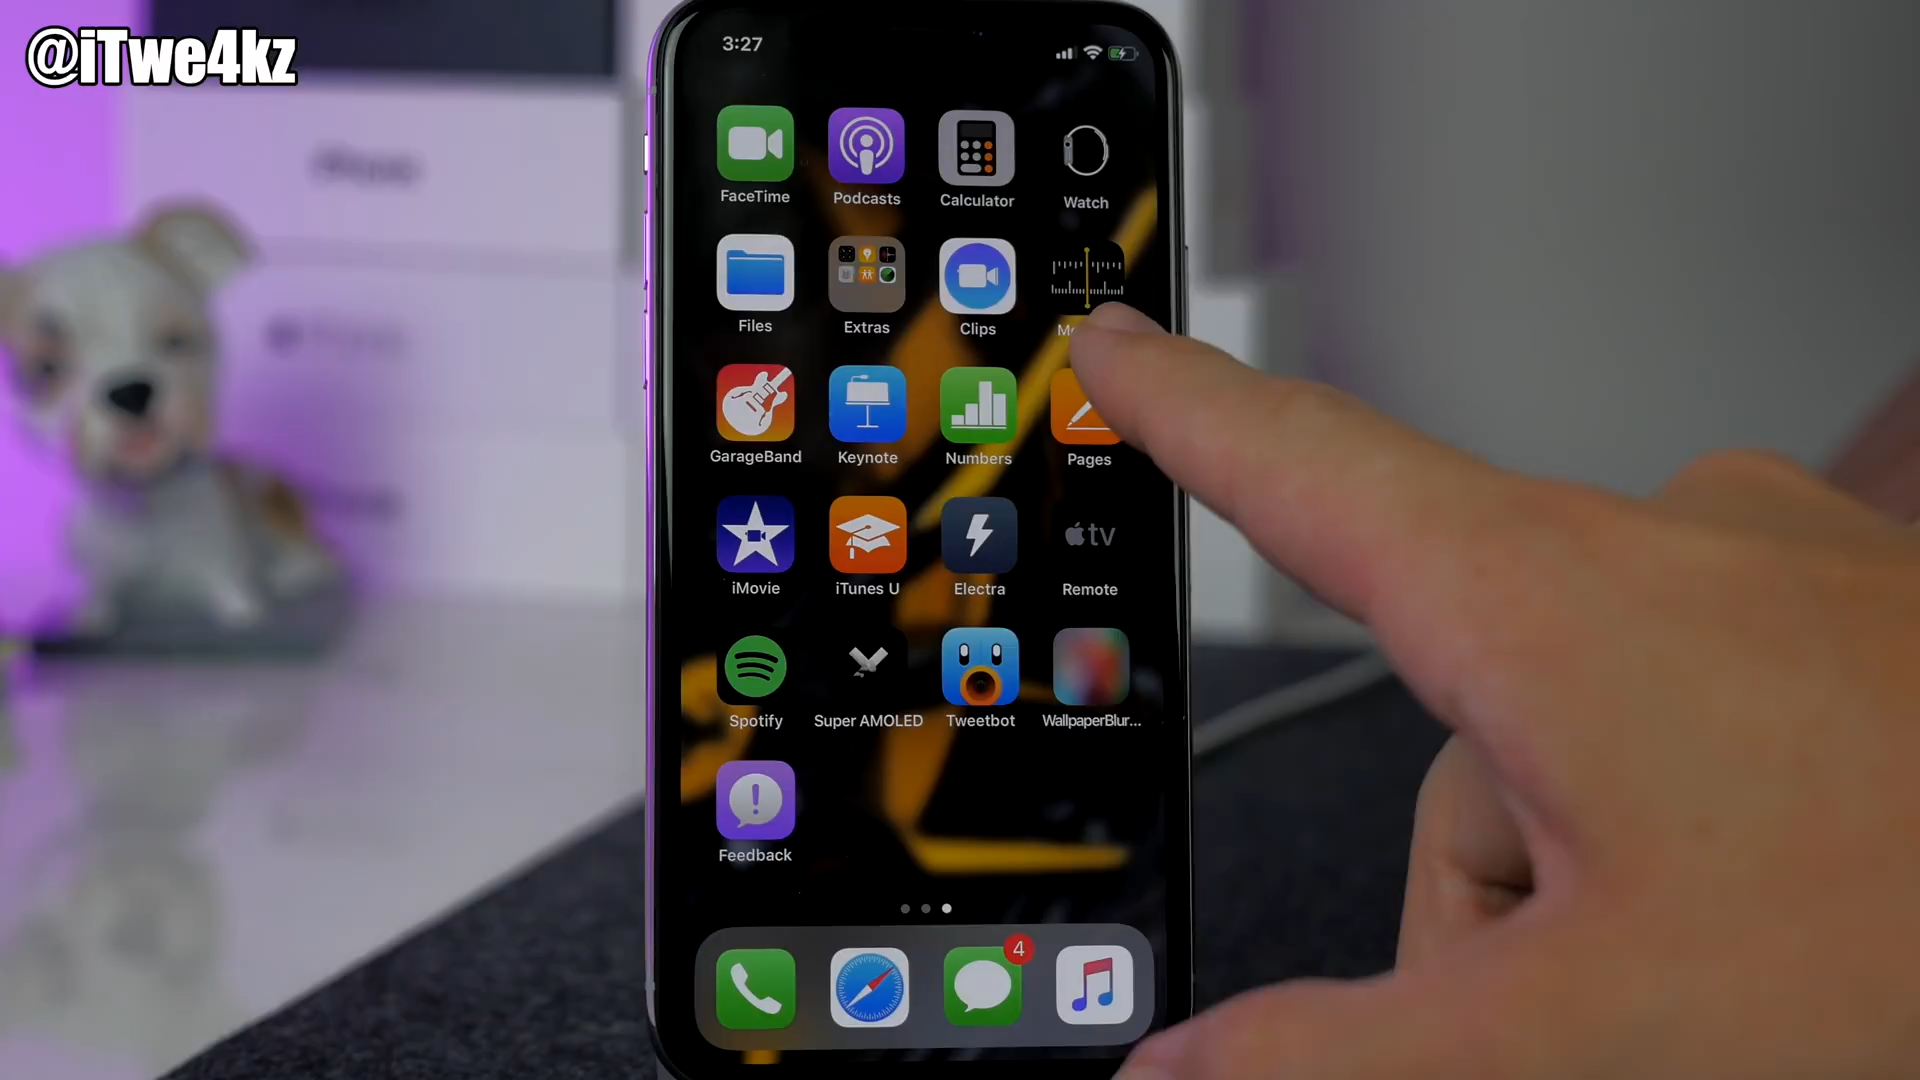 @iTwe4kz
3:27
FaceTime
Podcasts
Calculator
Watch
Files
Extras
Clips
GarageBand
Keynote
Numbers
Pages
tv
iMovie
iTunes U
Electra
Remote
Spotify
Super AMOLED
Tweetbot
WallpaperBlur...
Feedback
4